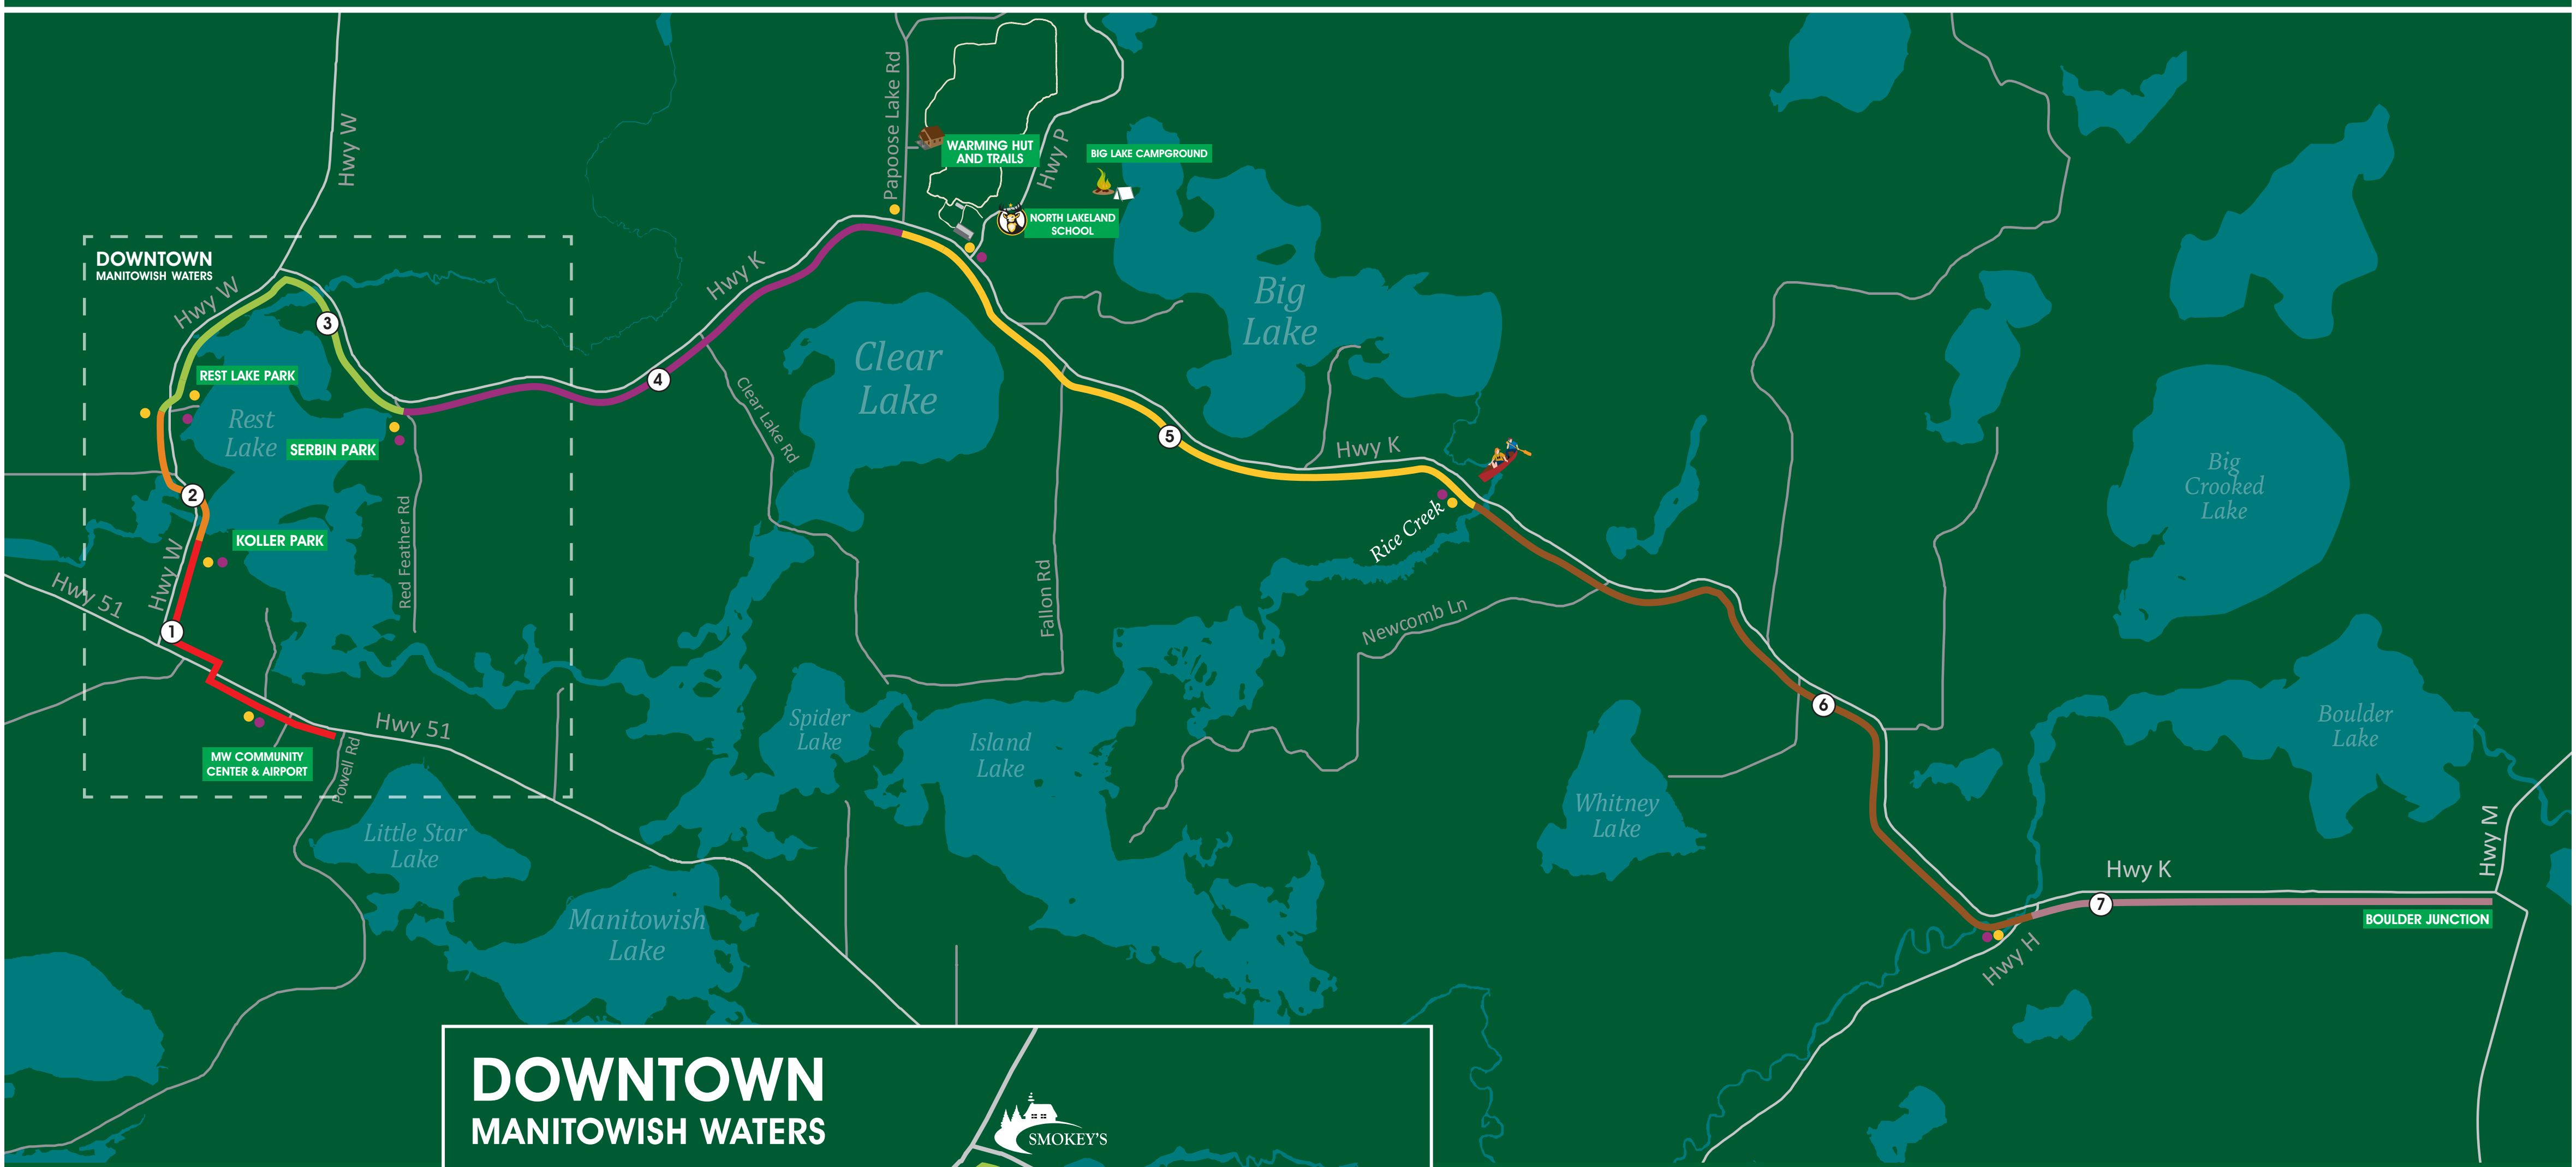 Hwy W
Papoose Lake Rd
WARMING HUT
AND TRAILS
Hwy P
BIG LAKE CAMPGROUND
NORTH LAKELAND
SCHOOL
DOWNTOWN
MANITOWISH WATERS
Hwy W
3
Hwy K
Big
Lake
Clear
Lake
REST LAKE PARK
4
Clear Lake Rd
Rest
Lake
SERBIN PARK
5
Hwy K
Big
Crooked
Lake
2
Rice Creek
KOLLER PARK
Red Feather Rd
Hwy W
Hwy 51
Fallon Rd
Newcomb Ln
1
6
Spider
Lake
Island
Lake
Boulder
Lake
Hwy 51
MW COMMUNITY
CENTER & AIRPORT
Powell Rd
Whitney
Lake
Little Star
Lake
Hwy M
Hwy K
7
BOULDER JUNCTION
Manitowish
Lake
Hwy H
DOWNTOWN
MANITOWISH WATERS
SMOKEY'S